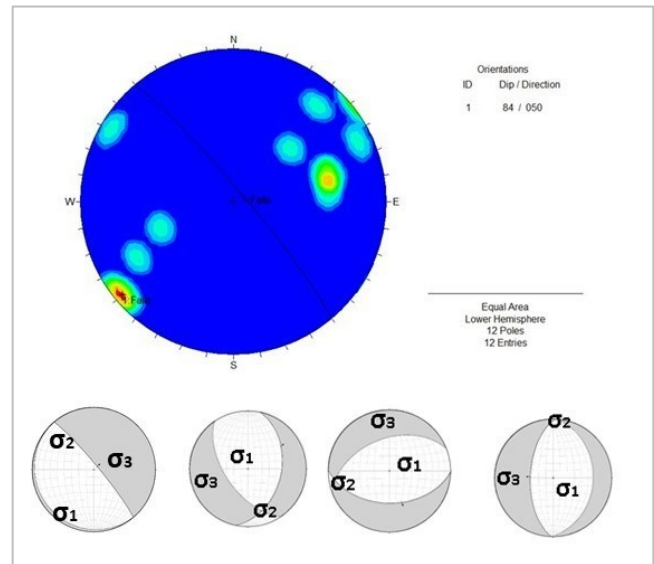 N
Orientations
ID Dip / Direction
1 84 / 050
W
E
S
Equal Area
Lower Hemisphere
12 Poles
12 Entries
σ2
σ3
σ1
σ1
σ3
σ2
σ3
σ1
σ2
σ2
σ3
σ1